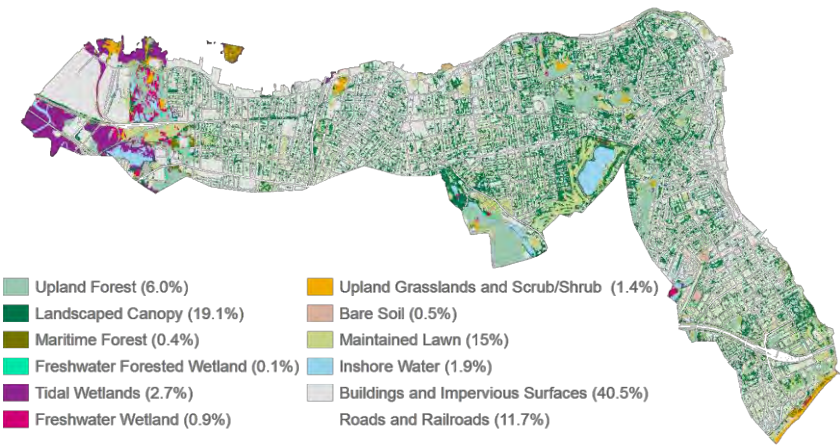 Upland Forest (6.0%)
Landscaped Canopy (19.1%)
Maritime Forest (0.4%)
Freshwater Forested Wetland (0.1%)
Tidal Wetlands (2.7%)
Freshwater Wetland (0.9%)
Upland Grasslands and Scrub/Shrub (1.4%)
Bare Soil (0.5%)
Maintained Lawn (15%)
Inshore Water (1.9%)
Buildings and Impervious Surfaces (40.5%)
Roads and Railroads (11.7%)